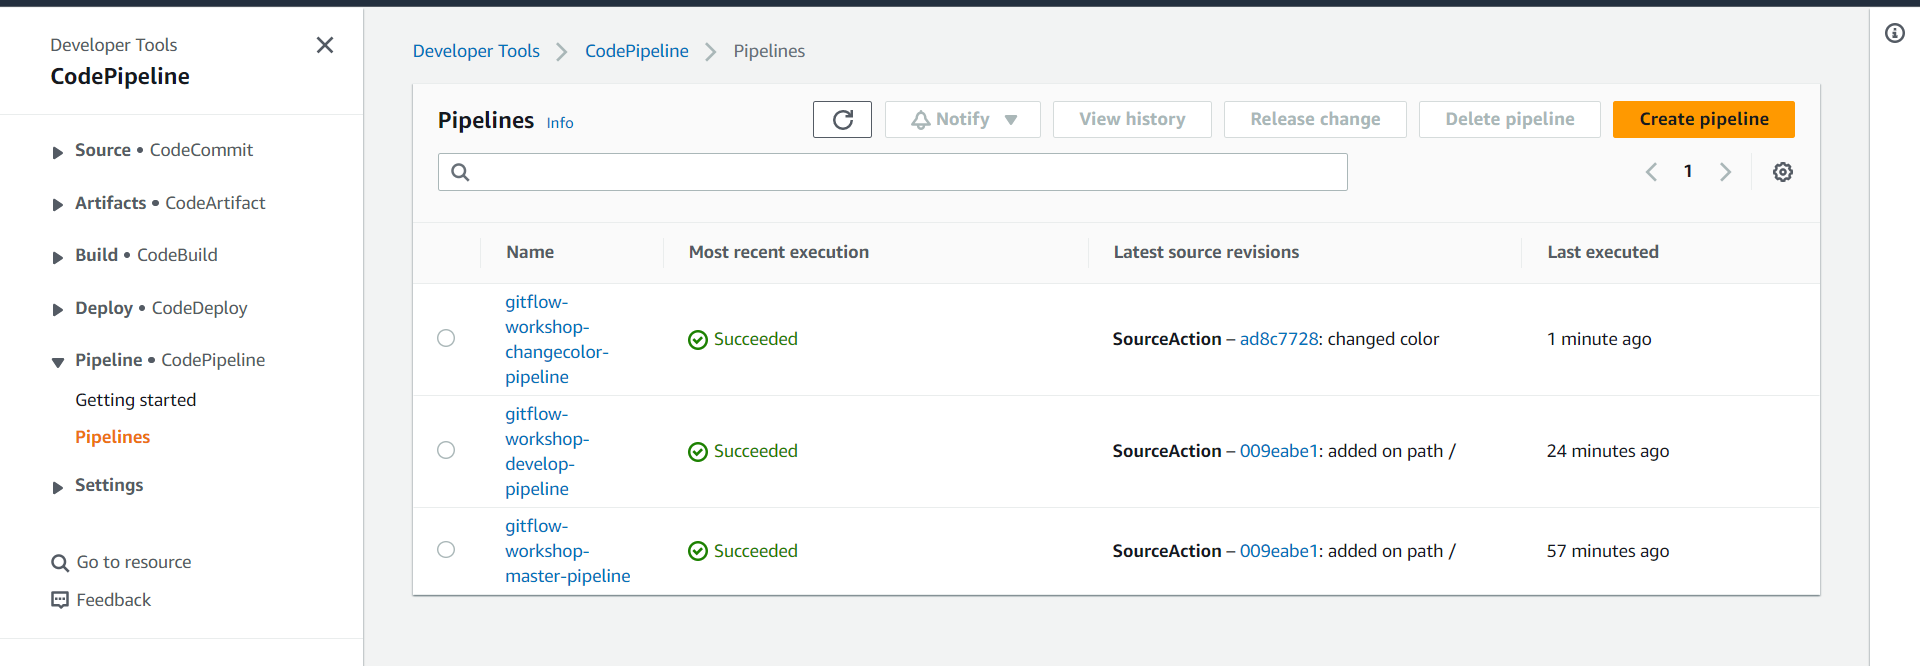 Developer Tools
CodePipeline
Source • CodeCommit
Artifacts • CodeArtifact
Build • CodeBuild
Deploy • CodeDeploy
Pipeline • CodePipeline
Getting started
Pipelines
Settings
Go to resource
Feedback
Developer Tools CodePipeline Pipelines
Pipelines Info Notify View history Release change Delete pipeline Create pipeline
1
Name Most recent execution Latest source revisions Last executed
gitflow-
workshop-
changecolor-
pipeline
Succeeded SourceAction – ad8c7728: changed color 1 minute ago
gitflow-
workshop-
develop-
pipeline
Succeeded SourceAction – 009eabe1: added on path / 24 minutes ago
gitflow-
workshop-
master-pipeline
Succeeded SourceAction – 009eabe1: added on path / 57 minutes ago